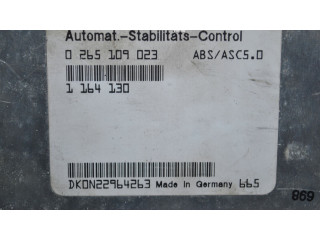 Automat.-Stabilitäts-Control
0 265 109 023 ABS/ASC5.0
1 164 130
DKON22964263 Made in Germany 665
869